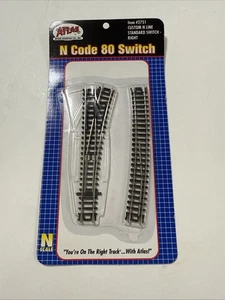 ATLAS
Item #2751
CUSTOM N LINE
STANDARD SWITCH -
RIGHT
N Code 80 Switch
N
SCALE
"You're On The Right Track"...With Atlas!"